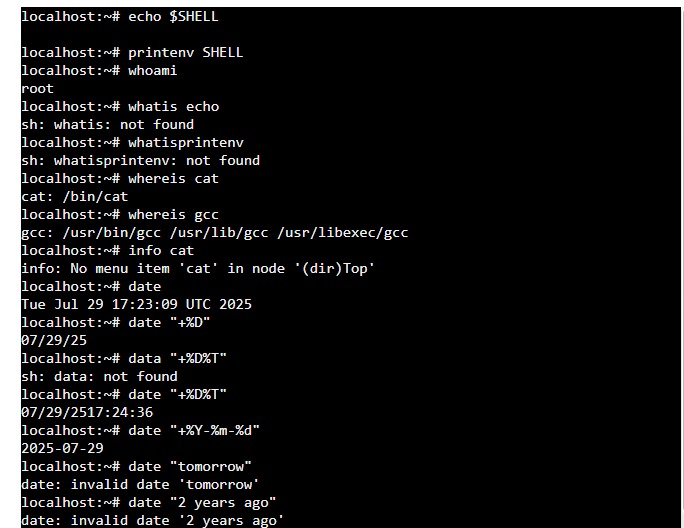 localhost:~# echo $SHELL
localhost:~# printenv SHELL
localhost:~# whoami
root
localhost:~# whatis echo
sh: whatis: not found
localhost:~# whatisprintenv
sh: whatisprintenv: not found
localhost:~# whereis cat
cat: /bin/cat
localhost:~# whereis gcc
gcc: /usr/bin/gcc /usr/lib/gcc /usr/libexec/gcc
localhost:~# info cat
info: No menu item 'cat' in node '(dir)Top'
localhost:~# date
Tue Jul 29 17:23:09 UTC 2025
localhost:~# date "+%D"
07/29/25
localhost:~# data "+%D%T"
sh: data: not found
localhost:~# date "+%D%T"
07/29/2517:24:36
localhost:~# date "+%Y-%m-%d"
2025-07-29
localhost:~# date "tomorrow"
date: invalid date 'tomorrow'
localhost:~# date "2 years ago"
date: invalid date '2 years ago'